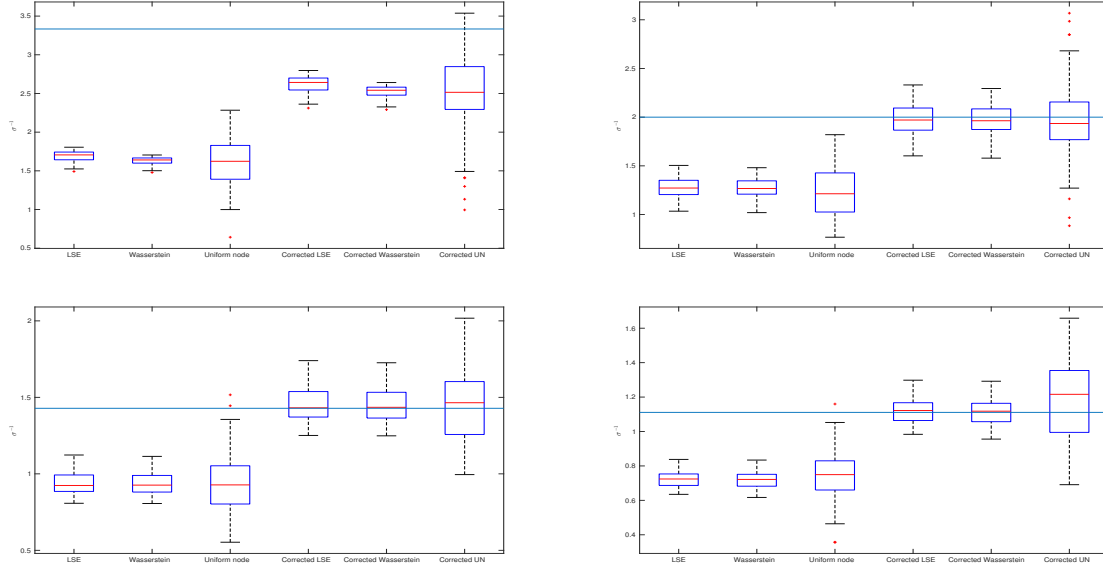 3.5
3
2.5
2
1.5
1
0.5
σ⁻¹
LSE Wasserstein Uniform node Corrected LSE Corrected Wasserstein Corrected UN
3
2.5
2
1.5
1
σ⁻¹
LSE Wasserstein Uniform node Corrected LSE Corrected Wasserstein Corrected UN
2
1.5
1
0.5
σ⁻¹
LSE Wasserstein Uniform node Corrected LSE Corrected Wasserstein Corrected UN
1.6
1.4
1.2
1
0.8
0.6
0.4
σ⁻¹
LSE Wasserstein Uniform node Corrected LSE Corrected Wasserstein Corrected UN